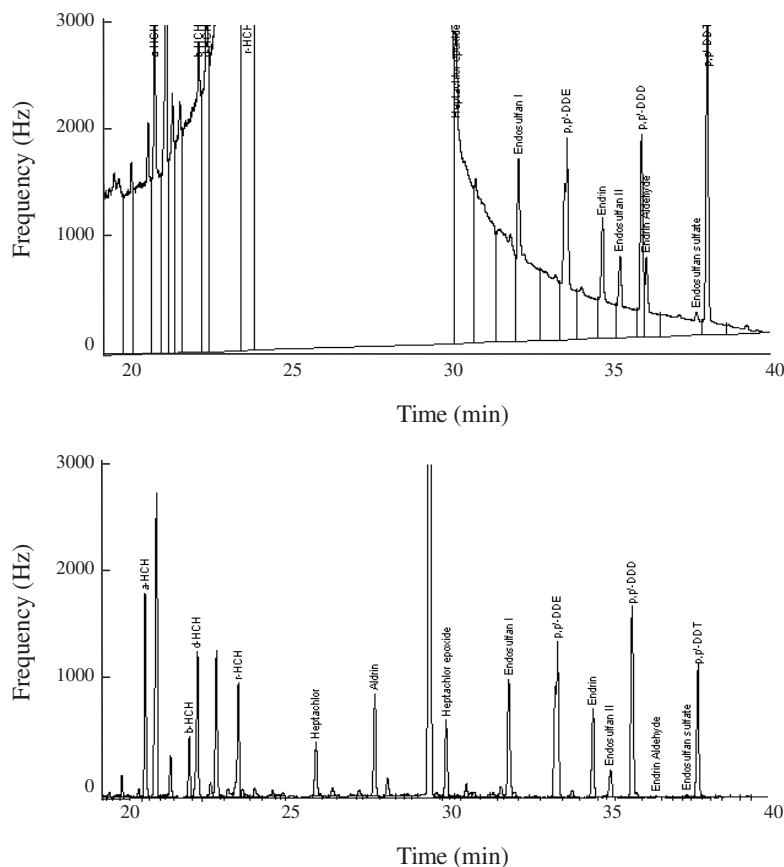 3000
2000
1000
0
Frequency (Hz)
a-HCH
b-HCH
d-HCH
r-HCH
Heptachlor epoxide
Endosulfan I
p,p'-DDE
Endrin
Endosulfan II
p,p'-DDD
Endrin Aldehyde
Endosulfan sulfate
p,p'-DDT
20 25 30 35 40
Time (min)
3000
2000
1000
0
Frequency (Hz)
a-HCH
b-HCH
d-HCH
r-HCH
Heptachlor
Aldrin
Heptachlor epoxide
Endosulfan I
p,p'-DDE
Endrin
Endosulfan II
p,p'-DDD
Endrin Aldehyde
Endosulfan sulfate
p,p'-DDT
20 25 30 35 40
Time (min)